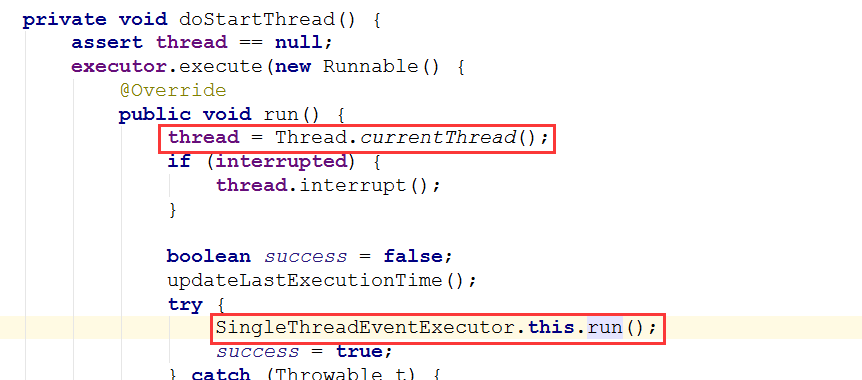 private void doStartThread() {
assert thread == null;
executor.execute(new Runnable() {
@Override
public void run() {
thread = Thread.currentThread();
if (interrupted) {
thread.interrupt();
}
boolean success = false;
updateLastExecutionTime();
try {
SingleThreadEventExecutor.this.run();
success = true;
} catch (Throwable t) {